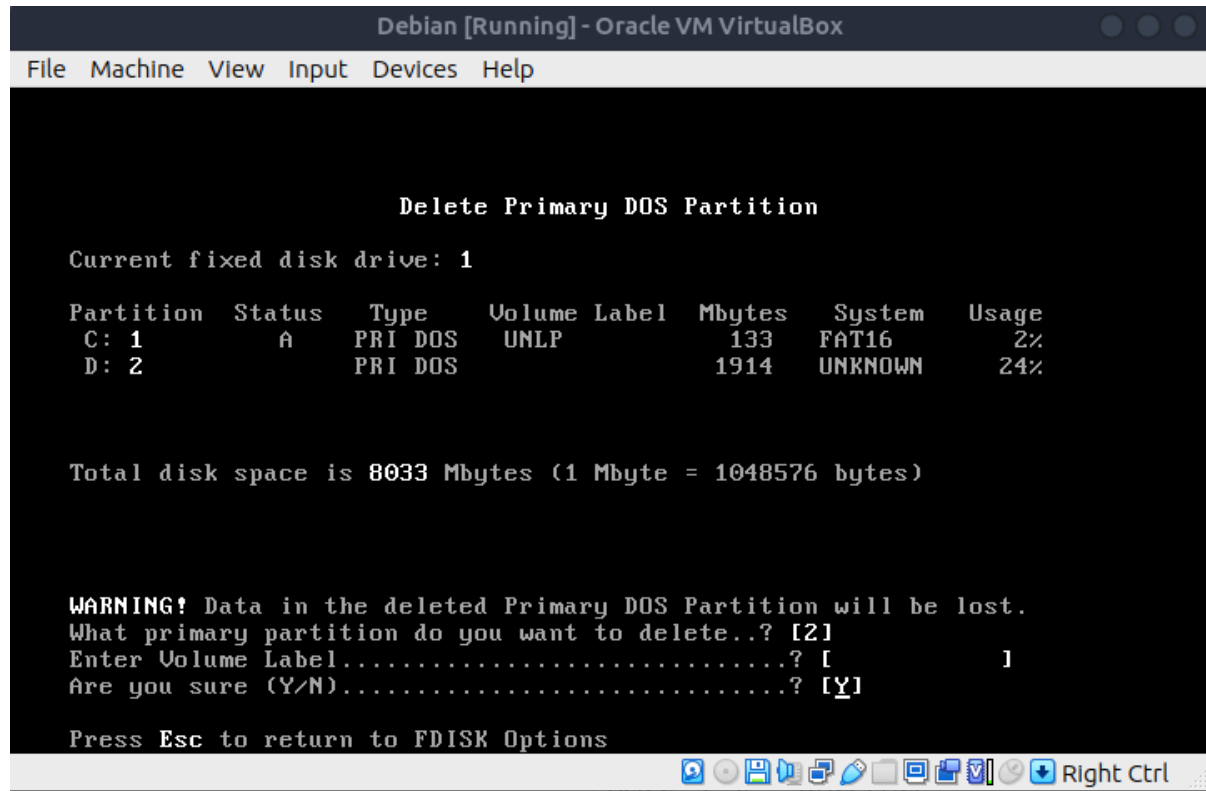 Debian [Running] - Oracle VM VirtualBox
File Machine View Input Devices Help
Delete Primary DOS Partition
Current fixed disk drive: 1
Partition Status Type Volume Label Mbytes System Usage
C: 1 A PRI DOS UNLP 133 FAT16 2%
D: 2 PRI DOS 1914 UNKNOWN 24%
Total disk space is 8033 Mbytes (1 Mbyte = 1048576 bytes)
WARNING! Data in the deleted Primary DOS Partition will be lost.
What primary partition do you want to delete..? [2]
Enter Volume Label...............................? [           ]
Are you sure (Y/N)...............................? [Y]
Press Esc to return to FDISK Options
Right Ctrl